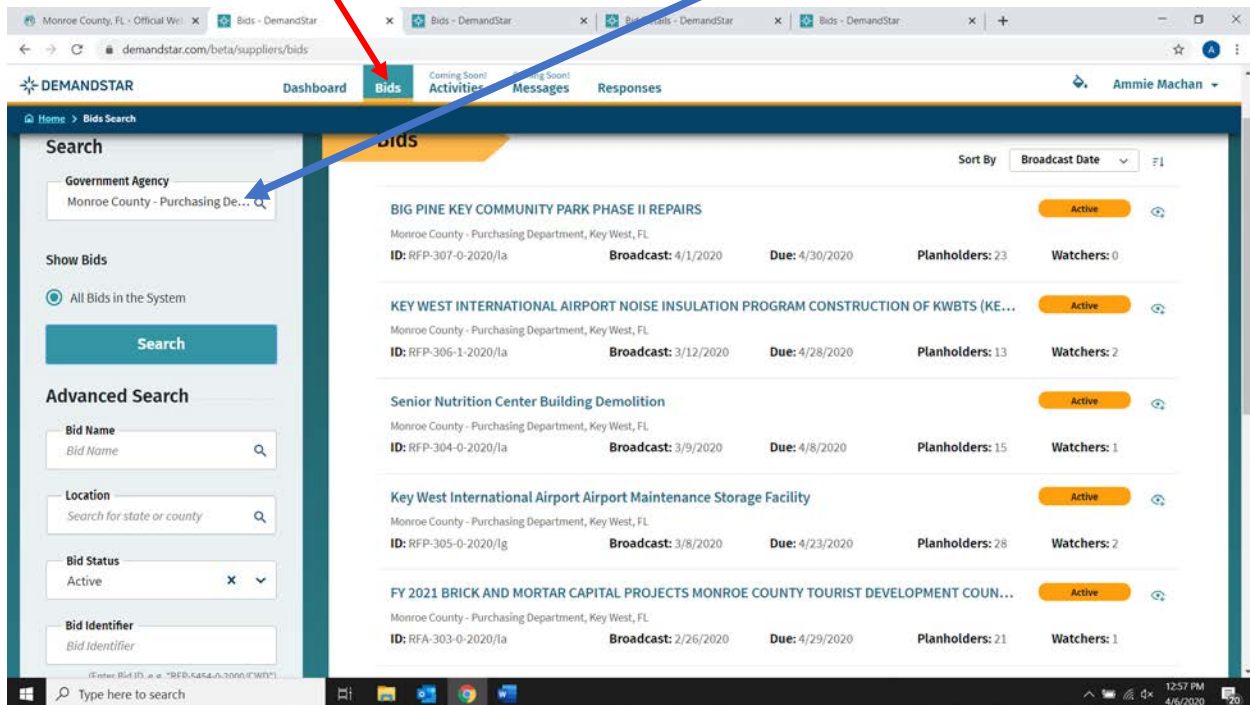 Monroe County, FL - Official We
Bids - DemandStar
Bids - DemandStar
Bid Details - DemandStar
Bids - DemandStar
demandstar.com/beta/suppliers/bids
A
DEMANDSTAR
Dashboard
Bids
Coming Soon!
Activities
Coming Soon!
Messages
Responses
Ammie Machan
Home > Bids Search
Search
Government Agency
Monroe County - Purchasing De...
Show Bids
All Bids in the System
Search
Advanced Search
Bid Name
Bid Name
Location
Search for state or county
Bid Status
Active
Bid Identifier
Bid Identifier
(Enter Bid ID, e.g. "RFP-5454-0-2000/CWD")
Bids
Sort By Broadcast Date
BIG PINE KEY COMMUNITY PARK PHASE II REPAIRS
Active
Monroe County - Purchasing Department, Key West, FL
ID: RFP-307-0-2020/la Broadcast: 4/1/2020 Due: 4/30/2020 Planholders: 23 Watchers: 0
KEY WEST INTERNATIONAL AIRPORT NOISE INSULATION PROGRAM CONSTRUCTION OF KWBTS (KE...
Active
Monroe County - Purchasing Department, Key West, FL
ID: RFP-306-1-2020/la Broadcast: 3/12/2020 Due: 4/28/2020 Planholders: 13 Watchers: 2
Senior Nutrition Center Building Demolition
Active
Monroe County - Purchasing Department, Key West, FL
ID: RFP-304-0-2020/la Broadcast: 3/9/2020 Due: 4/8/2020 Planholders: 15 Watchers: 1
Key West International Airport Airport Maintenance Storage Facility
Active
Monroe County - Purchasing Department, Key West, FL
ID: RFP-305-0-2020/lg Broadcast: 3/8/2020 Due: 4/23/2020 Planholders: 28 Watchers: 2
FY 2021 BRICK AND MORTAR CAPITAL PROJECTS MONROE COUNTY TOURIST DEVELOPMENT COUN...
Active
Monroe County - Purchasing Department, Key West, FL
ID: RFA-303-0-2020/la Broadcast: 2/26/2020 Due: 4/29/2020 Planholders: 21 Watchers: 1
Type here to search
12:57 PM
4/6/2020
20